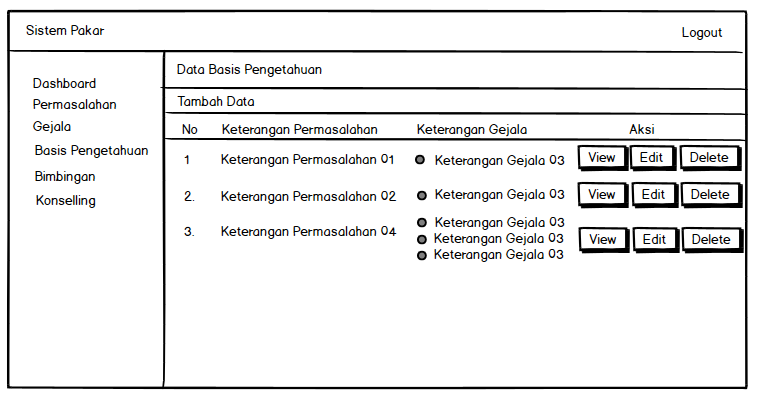 Sistem Pakar Logout
Data Basis Pengetahuan
Dashboard
Permasalahan
Gejala
Basis Pengetahuan
Bimbingan
Konselling
Tambah Data
No Keterangan Permasalahan Keterangan Gejala Aksi
1 Keterangan Permasalahan 01 Keterangan Gejala 03 View Edit Delete
2. Keterangan Permasalahan 02 Keterangan Gejala 03 View Edit Delete
3. Keterangan Permasalahan 04 Keterangan Gejala 03 View Edit Delete
Keterangan Gejala 03
Keterangan Gejala 03